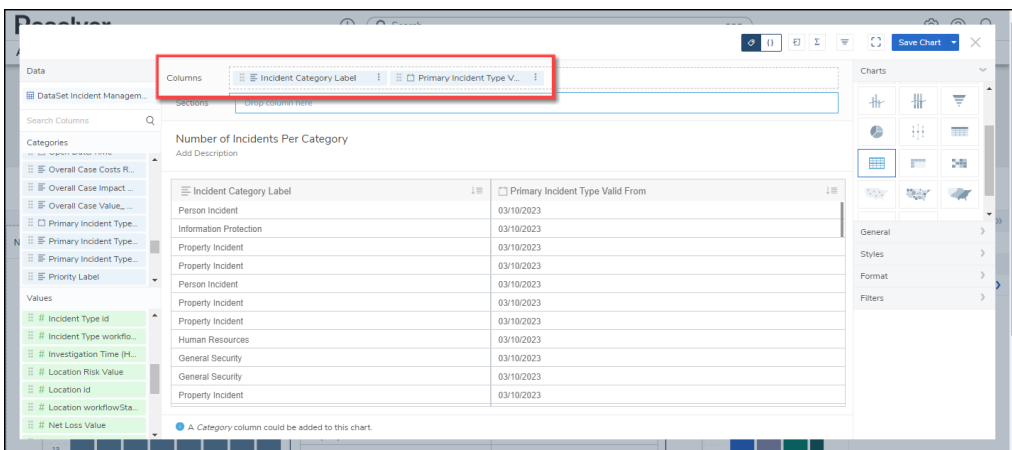 Resolver
Search
Save Chart
Data
DataSet Incident Managem...
Search Columns
Categories
Open Date/Time
Overall Case Costs R...
Overall Case Impact ...
Overall Case Value_ ...
Primary Incident Type...
Primary Incident Type...
Primary Incident Type...
Priority Label
Values
# Incident Type id
# Incident Type workflo...
# Investigation Time (H...
# Location Risk Value
# Location id
# Location workflowSta...
# Net Loss Value
Columns
Incident Category Label
Primary Incident Type V...
Sections
Drop column here
Number of Incidents Per Category
Add Description
Incident Category Label Primary Incident Type Valid From
Person Incident 03/10/2023
Information Protection 03/10/2023
Property Incident 03/10/2023
Property Incident 03/10/2023
Person Incident 03/10/2023
Property Incident 03/10/2023
Property Incident 03/10/2023
Human Resources 03/10/2023
General Security 03/10/2023
General Security 03/10/2023
Property Incident 03/10/2023
A Category column could be added to this chart.
Charts
General
Styles
Format
Filters